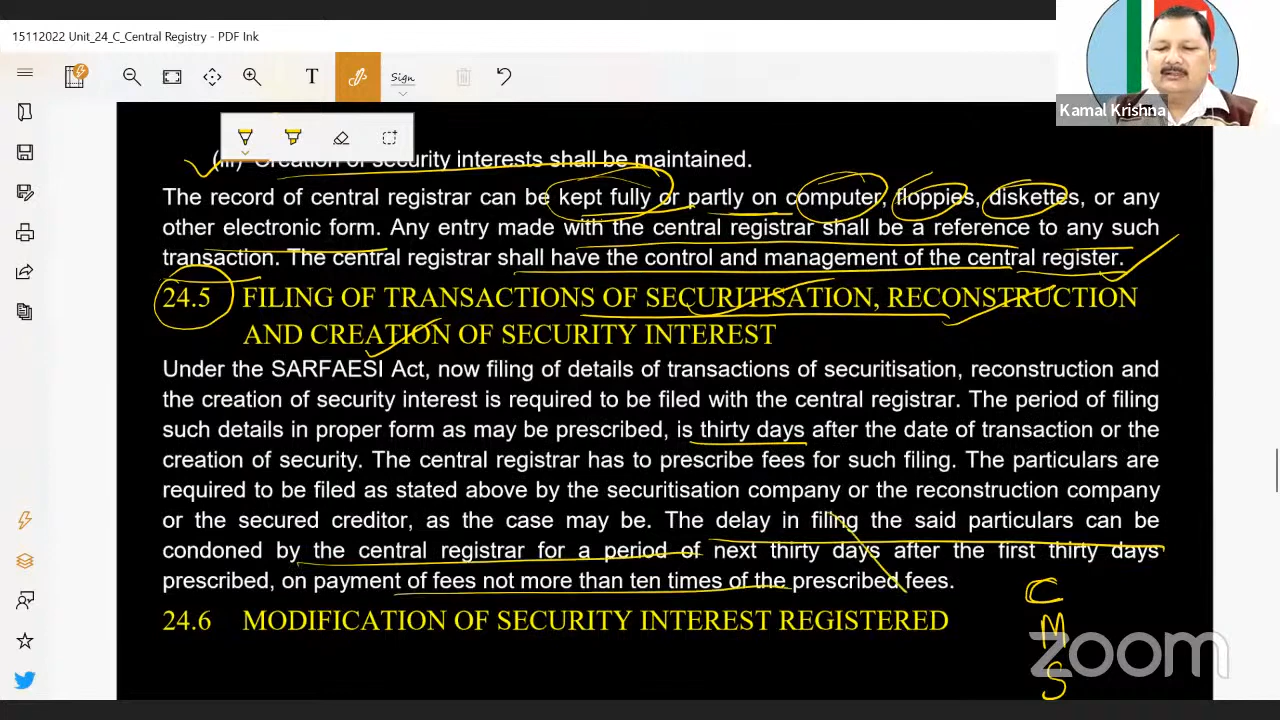 15112022 Unit_24_C_Central Registry - PDF Ink
T
Sign
Kamal Krishna
(iii) Creation of security interests shall be maintained.
The record of central registrar can be kept fully or partly on computer, floppies, diskettes, or any
other electronic form. Any entry made with the central registrar shall be a reference to any such
transaction. The central registrar shall have the control and management of the central register.
24.5 FILING OF TRANSACTIONS OF SECURITISATION, RECONSTRUCTION
AND CREATION OF SECURITY INTEREST
Under the SARFAESI Act, now filing of details of transactions of securitisation, reconstruction and
the creation of security interest is required to be filed with the central registrar. The period of filing
such details in proper form as may be prescribed, is thirty days after the date of transaction or the
creation of security. The central registrar has to prescribe fees for such filing. The particulars are
required to be filed as stated above by the securitisation company or the reconstruction company
or the secured creditor, as the case may be. The delay in filing the said particulars can be
condoned by the central registrar for a period of next thirty days after the first thirty days
prescribed, on payment of fees not more than ten times of the prescribed fees.
24.6 MODIFICATION OF SECURITY INTEREST REGISTERED
C
M
S
zoom